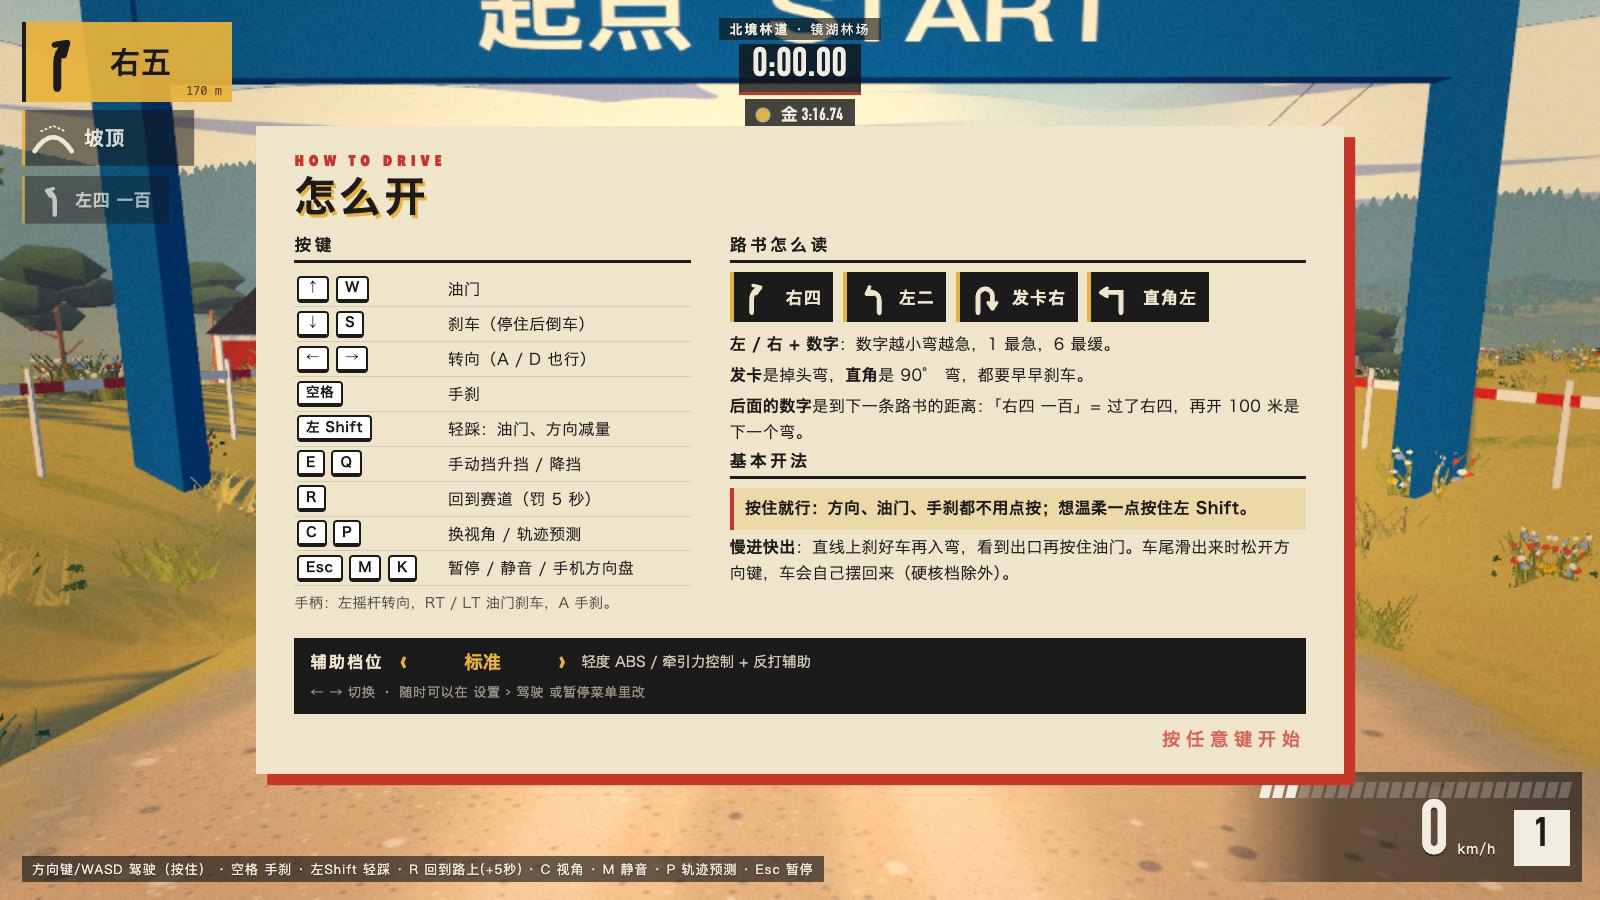 起点 START
北境林道 · 镜湖林场
0:00.00
金 3:16.74
右五
170 m
坡顶
左四 一百
HOW TO DRIVE
怎么开
按键
↑ W 油门
↓ S 刹车（停住后倒车）
← → 转向（A / D 也行）
空格 手刹
左 Shift 轻踩：油门、方向减量
E Q 手动挡升挡 / 降挡
R 回到赛道（罚 5 秒）
C P 换视角 / 轨迹预测
Esc M K 暂停 / 静音 / 手机方向盘
手柄：左摇杆转向，RT / LT 油门刹车，A 手刹。
路书怎么读
右四 左二 发卡右 直角左
左 / 右 + 数字：数字越小弯越急，1 最急，6 最缓。
发卡是掉头弯，直角是 90° 弯，都要早早刹车。
后面的数字是到下一条路书的距离：「右四 一百」= 过了右四，再开 100 米是
下一个弯。
基本开法
按住就行：方向、油门、手刹都不用点按；想温柔一点按住左 Shift。
慢进快出：直线上刹好车再入弯，看到出口再按住油门。车尾滑出来时松开方
向键，车会自己摆回来（硬核档除外）。
辅助档位 ‹ 标准 › 轻度 ABS / 牵引力控制 + 反打辅助
← → 切换 · 随时可以在 设置 › 驾驶 或暂停菜单里改
按任意键开始
0 km/h 1
方向键/WASD 驾驶（按住） · 空格 手刹 · 左Shift 轻踩 · R 回到路上(+5秒) · C 视角 · M 静音 · P 轨迹预测 · Esc 暂停